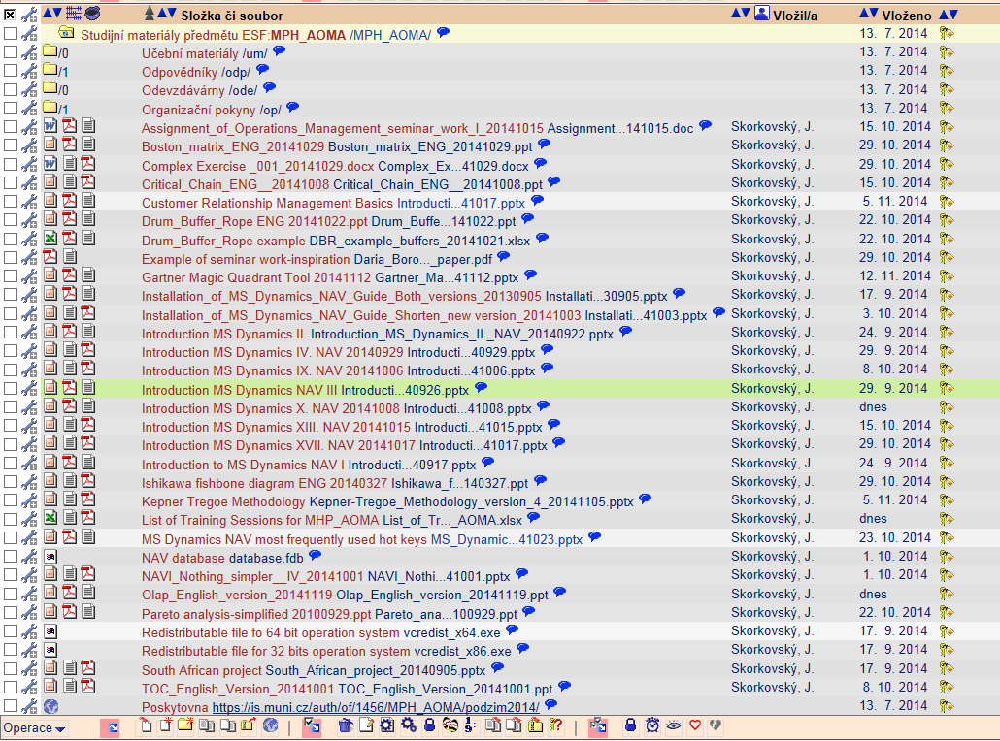 Složka či soubor Vložil/a Vloženo
Studijní materiály předmětu ESF:MPH_AOMA /MPH_AOMA/ 13. 7. 2014
/0 Učební materiály /um/ 13. 7. 2014
/1 Odpovědníky /odp/ 13. 7. 2014
/0 Odevzdávárny /ode/ 13. 7. 2014
/1 Organizační pokyny /op/ 13. 7. 2014
Assignment_of_Operations_Management_seminar_work_I_20141015 Assignment...141015.doc Skorkovský, J. 15. 10. 2014
Boston_matrix_ENG_20141029 Boston_matrix_ENG_20141029.ppt Skorkovský, J. 29. 10. 2014
Complex Exercise _001_20141029.docx Complex_Ex...41029.docx Skorkovský, J. 29. 10. 2014
Critical_Chain_ENG__20141008 Critical_Chain_ENG__20141008.ppt Skorkovský, J. 15. 10. 2014
Customer Relationship Management Basics Introducti...41017.pptx Skorkovský, J. 5. 11. 2014
Drum_Buffer_Rope ENG 20141022.ppt Drum_Buffe...141022.ppt Skorkovský, J. 22. 10. 2014
Drum_Buffer_Rope example DBR_example_buffers_20141021.xlsx Skorkovský, J. 22. 10. 2014
Example of seminar work-inspiration Daria_Boro..._paper.pdf Skorkovský, J. 29. 10. 2014
Gartner Magic Quadrant Tool 20141112 Gartner_Ma...41112.pptx Skorkovský, J. 12. 11. 2014
Installation_of_MS_Dynamics_NAV_Guide_Both_versions_20130905 Installati...30905.pptx Skorkovský, J. 17. 9. 2014
Installation_of_MS_Dynamics_NAV_Guide_Shorten_new version_20141003 Installati...41003.pptx Skorkovský, J. 3. 10. 2014
Introduction MS Dynamics II. Introduction_MS_Dynamics_II._NAV_20140922.pptx Skorkovský, J. 24. 9. 2014
Introduction MS Dynamics IV. NAV 20140929 Introducti...40929.pptx Skorkovský, J. 29. 9. 2014
Introduction MS Dynamics IX. NAV 20141006 Introducti...41006.pptx Skorkovský, J. 8. 10. 2014
Introduction MS Dynamics NAV III Introducti...40926.pptx Skorkovský, J. 29. 9. 2014
Introduction MS Dynamics X. NAV 20141008 Introducti...41008.pptx Skorkovský, J. dnes
Introduction MS Dynamics XIII. NAV 20141015 Introducti...41015.pptx Skorkovský, J. 15. 10. 2014
Introduction MS Dynamics XVII. NAV 20141017 Introducti...41017.pptx Skorkovský, J. 29. 10. 2014
Introduction to MS Dynamics NAV I Introducti...40917.pptx Skorkovský, J. 24. 9. 2014
Ishikawa fishbone diagram ENG 20140327 Ishikawa_f...140327.ppt Skorkovský, J. 29. 10. 2014
Kepner Tregoe Methodology Kepner-Tregoe_Methodology_version_4_20141105.pptx Skorkovský, J. 5. 11. 2014
List of Training Sessions for MHP_AOMA List_of_Tr..._AOMA.xlsx Skorkovský, J. dnes
MS Dynamics NAV most frequently used hot keys MS_Dynamic...41023.pptx Skorkovský, J. 23. 10. 2014
NAV database database.fdb Skorkovský, J. 1. 10. 2014
NAVI_Nothing_simpler__IV_20141001 NAVI_Nothi...41001.pptx Skorkovský, J. 1. 10. 2014
Olap_English_version_20141119 Olap_English_version_20141119.ppt Skorkovský, J. dnes
Pareto analysis-simplified 20100929.ppt Pareto_ana...100929.ppt Skorkovský, J. 22. 10. 2014
Redistributable file fo 64 bit operation system vcredist_x64.exe Skorkovský, J. 17. 9. 2014
Redistributable file for 32 bits operation system vcredist_x86.exe Skorkovský, J. 17. 9. 2014
South African project South_African_project_20140905.pptx Skorkovský, J. 17. 9. 2014
TOC_English_Version_20141001 TOC_English_Version_20141001.ppt Skorkovský, J. 8. 10. 2014
Poskytovna https://is.muni.cz/auth/of/1456/MPH_AOMA/podzim2014/ 13. 7. 2014
Operace